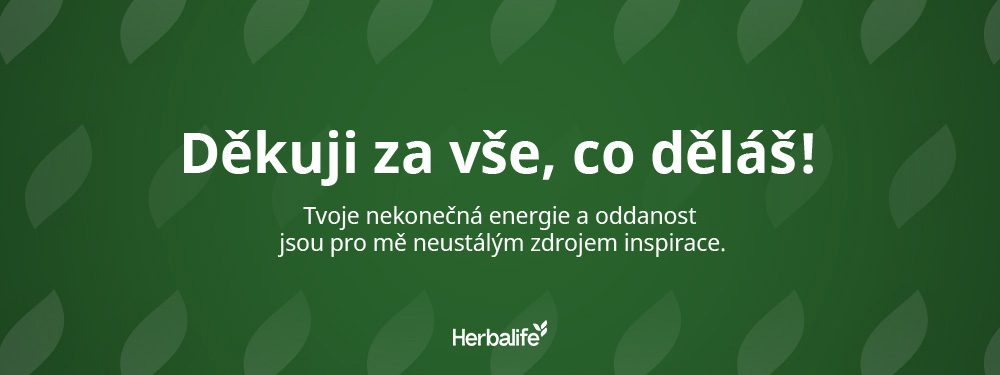 Děkuji za vše, co děláš!
Tvoje nekonečná energie a oddanost
jsou pro mě neustálým zdrojem inspirace.
Herbalife